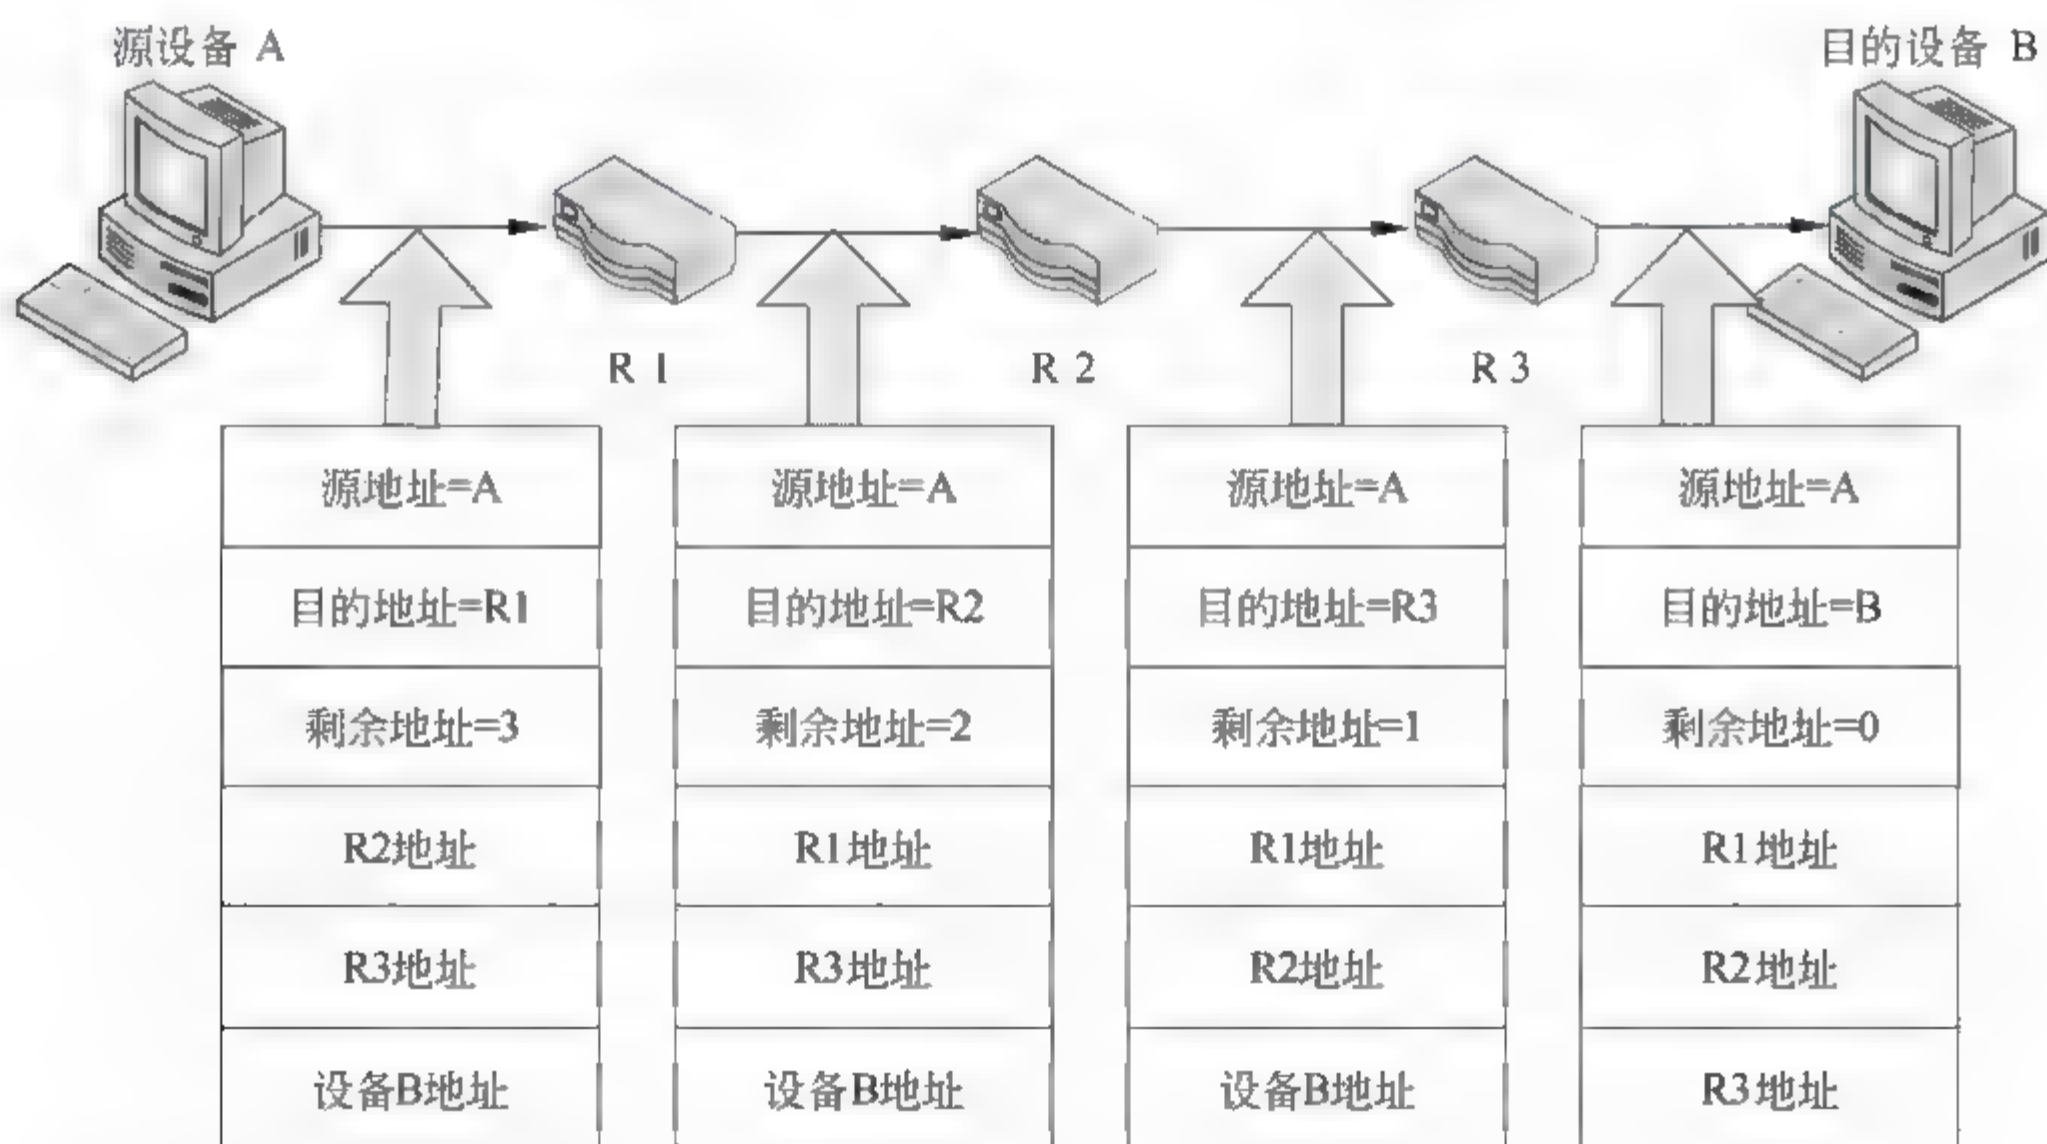 源设备 A
目的设备 B
R 1
R 2
R 3
源地址=A
源地址=A
源地址=A
源地址=A
目的地址=R1
目的地址=R2
目的地址=R3
目的地址=B
剩余地址=3
剩余地址=2
剩余地址=1
剩余地址=0
R2地址
R1地址
R1地址
R1地址
R3地址
R3地址
R2地址
R2地址
设备B地址
设备B地址
设备B地址
R3地址